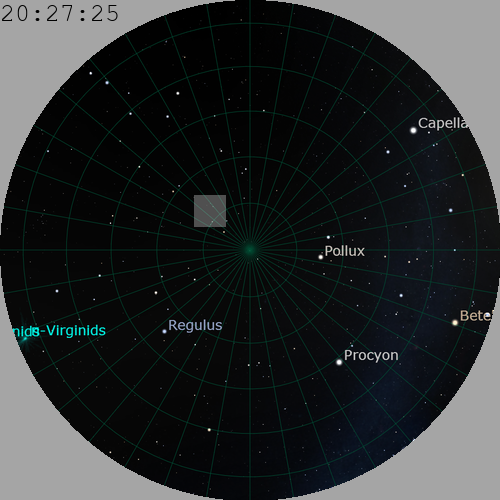 20:27:25
Capella
Pollux
Betel
nids
n-Virginids
Regulus
Procyon